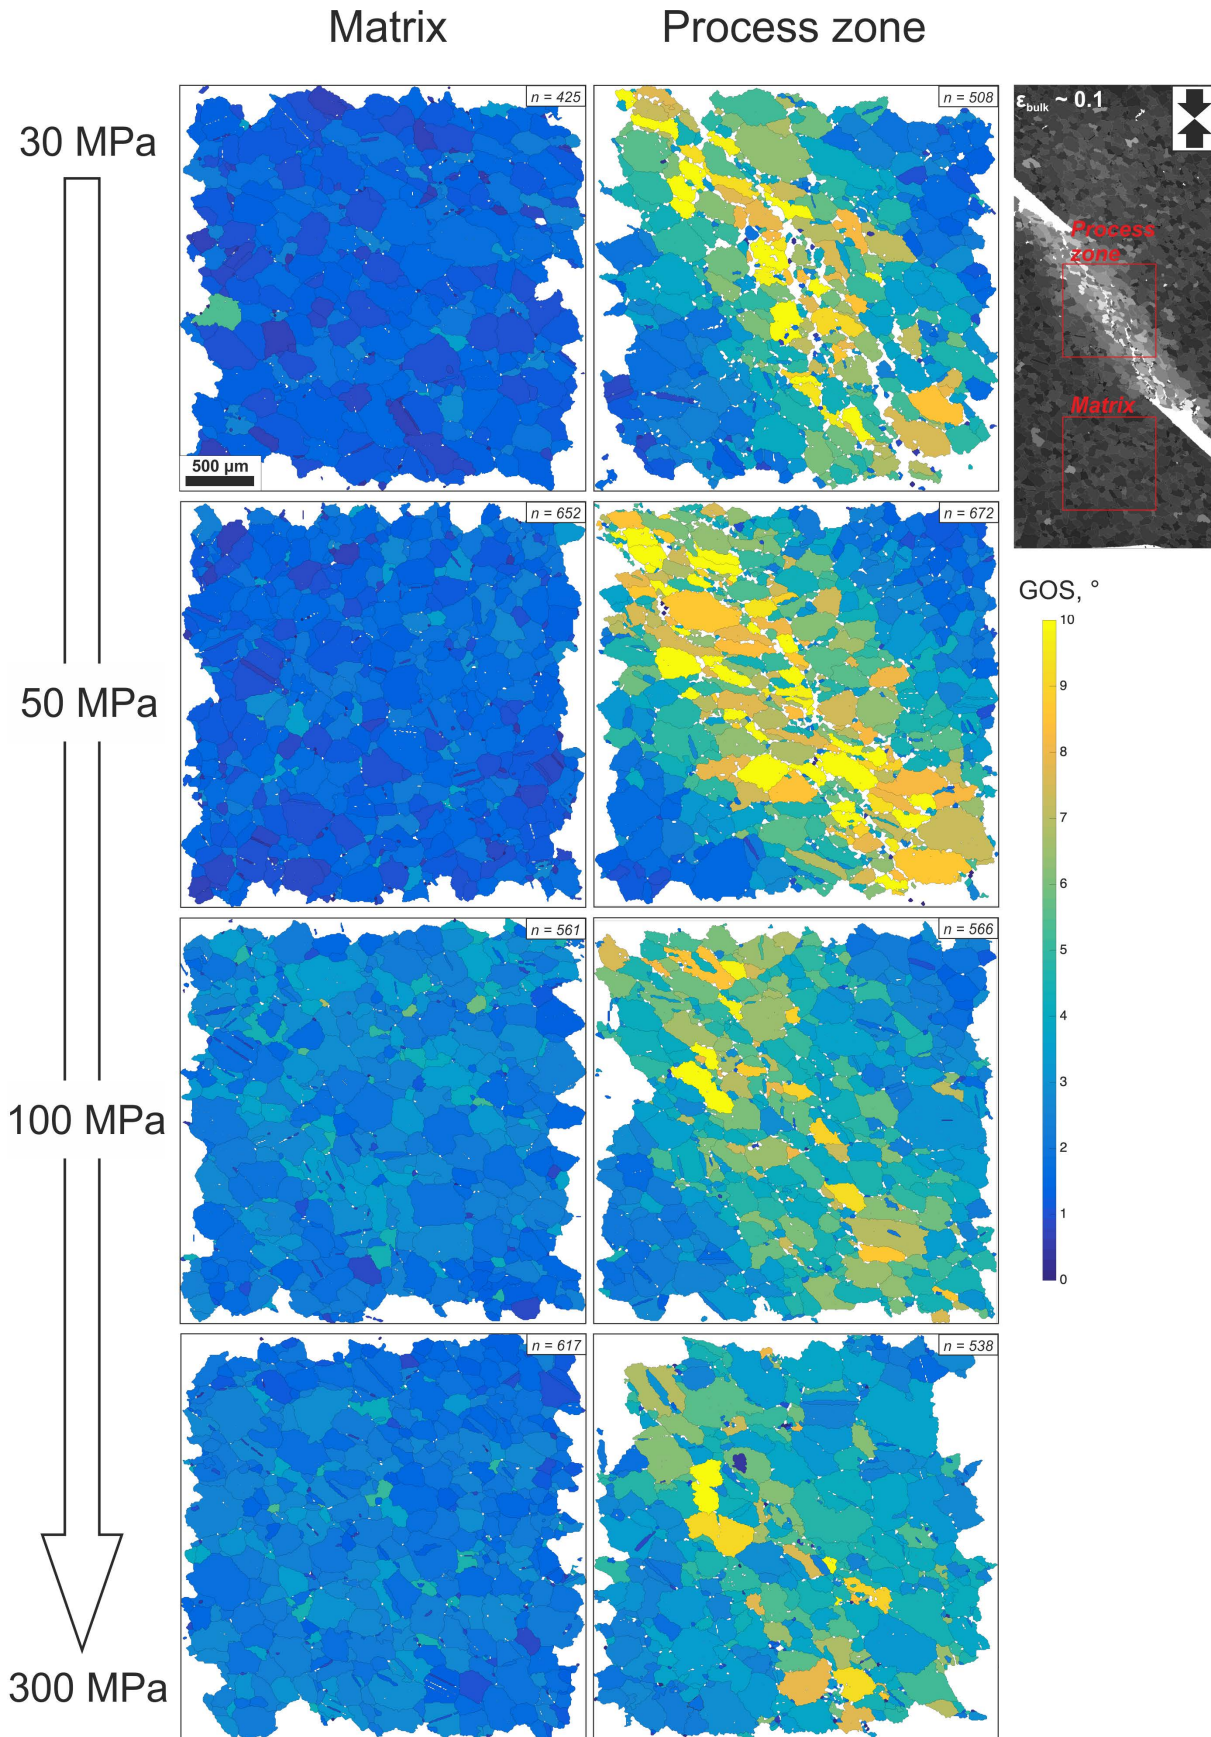 Matrix
Process zone
30 MPa
n = 425
n = 508
εbulk ~ 0.1
Process
zone
Matrix
500 µm
50 MPa
n = 652
n = 672
GOS, °
10
9
8
7
6
5
4
3
2
1
0
100 MPa
n = 561
n = 566
300 MPa
n = 617
n = 538